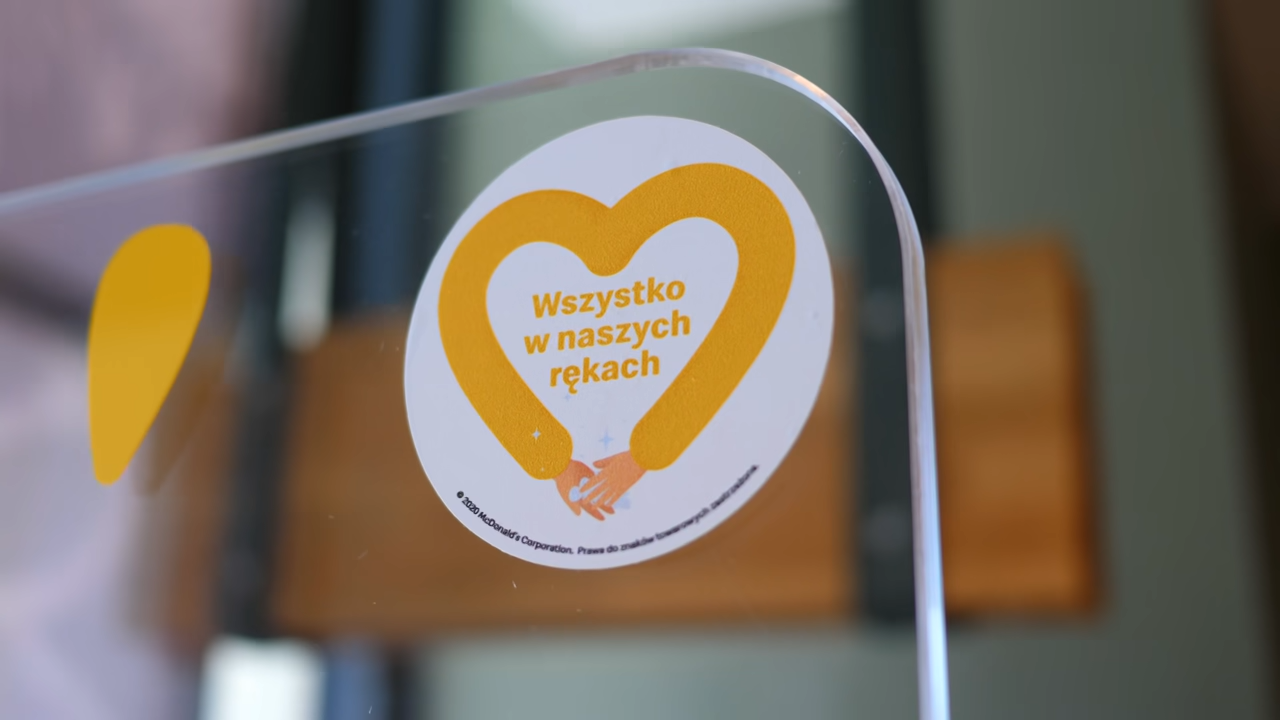 Wszystko
w naszych
rękach
© 2020 McDonald's Corporation. Prawa do znaków towarowych zastrzeżone.